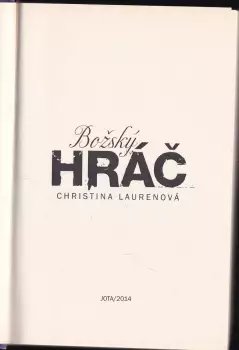 Božský
HRÁČ
CHRISTINA LAURENOVÁ
JOTA/2014